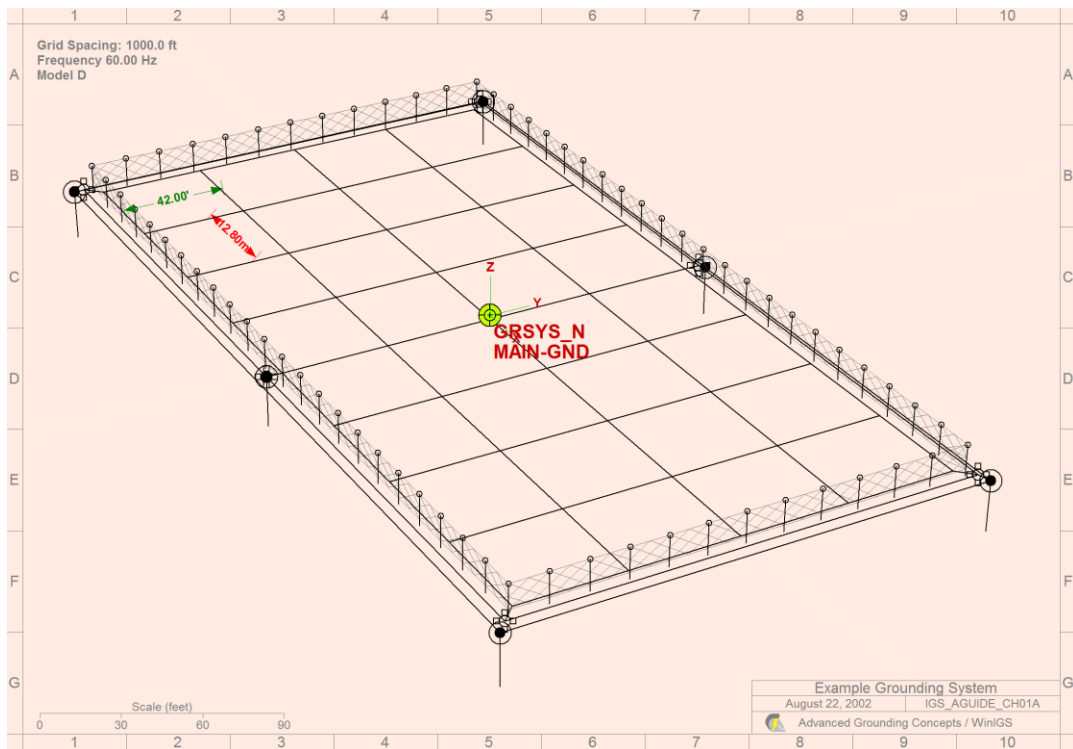 1 2 3 4 5 6 7 8 9 10
Grid Spacing: 1000.0 ft
Frequency 60.00 Hz
Model D
A A
B B
42.00'
12.80m
C C
Z
Y
GRSYS_N
X
MAIN-GND
D D
E E
F F
G G
Example Grounding System
August 22, 2002 IGS_AGUIDE_CH01A
Advanced Grounding Concepts / WinIGS
Scale (feet)
0 30 60 90
1 2 3 4 5 6 7 8 9 10